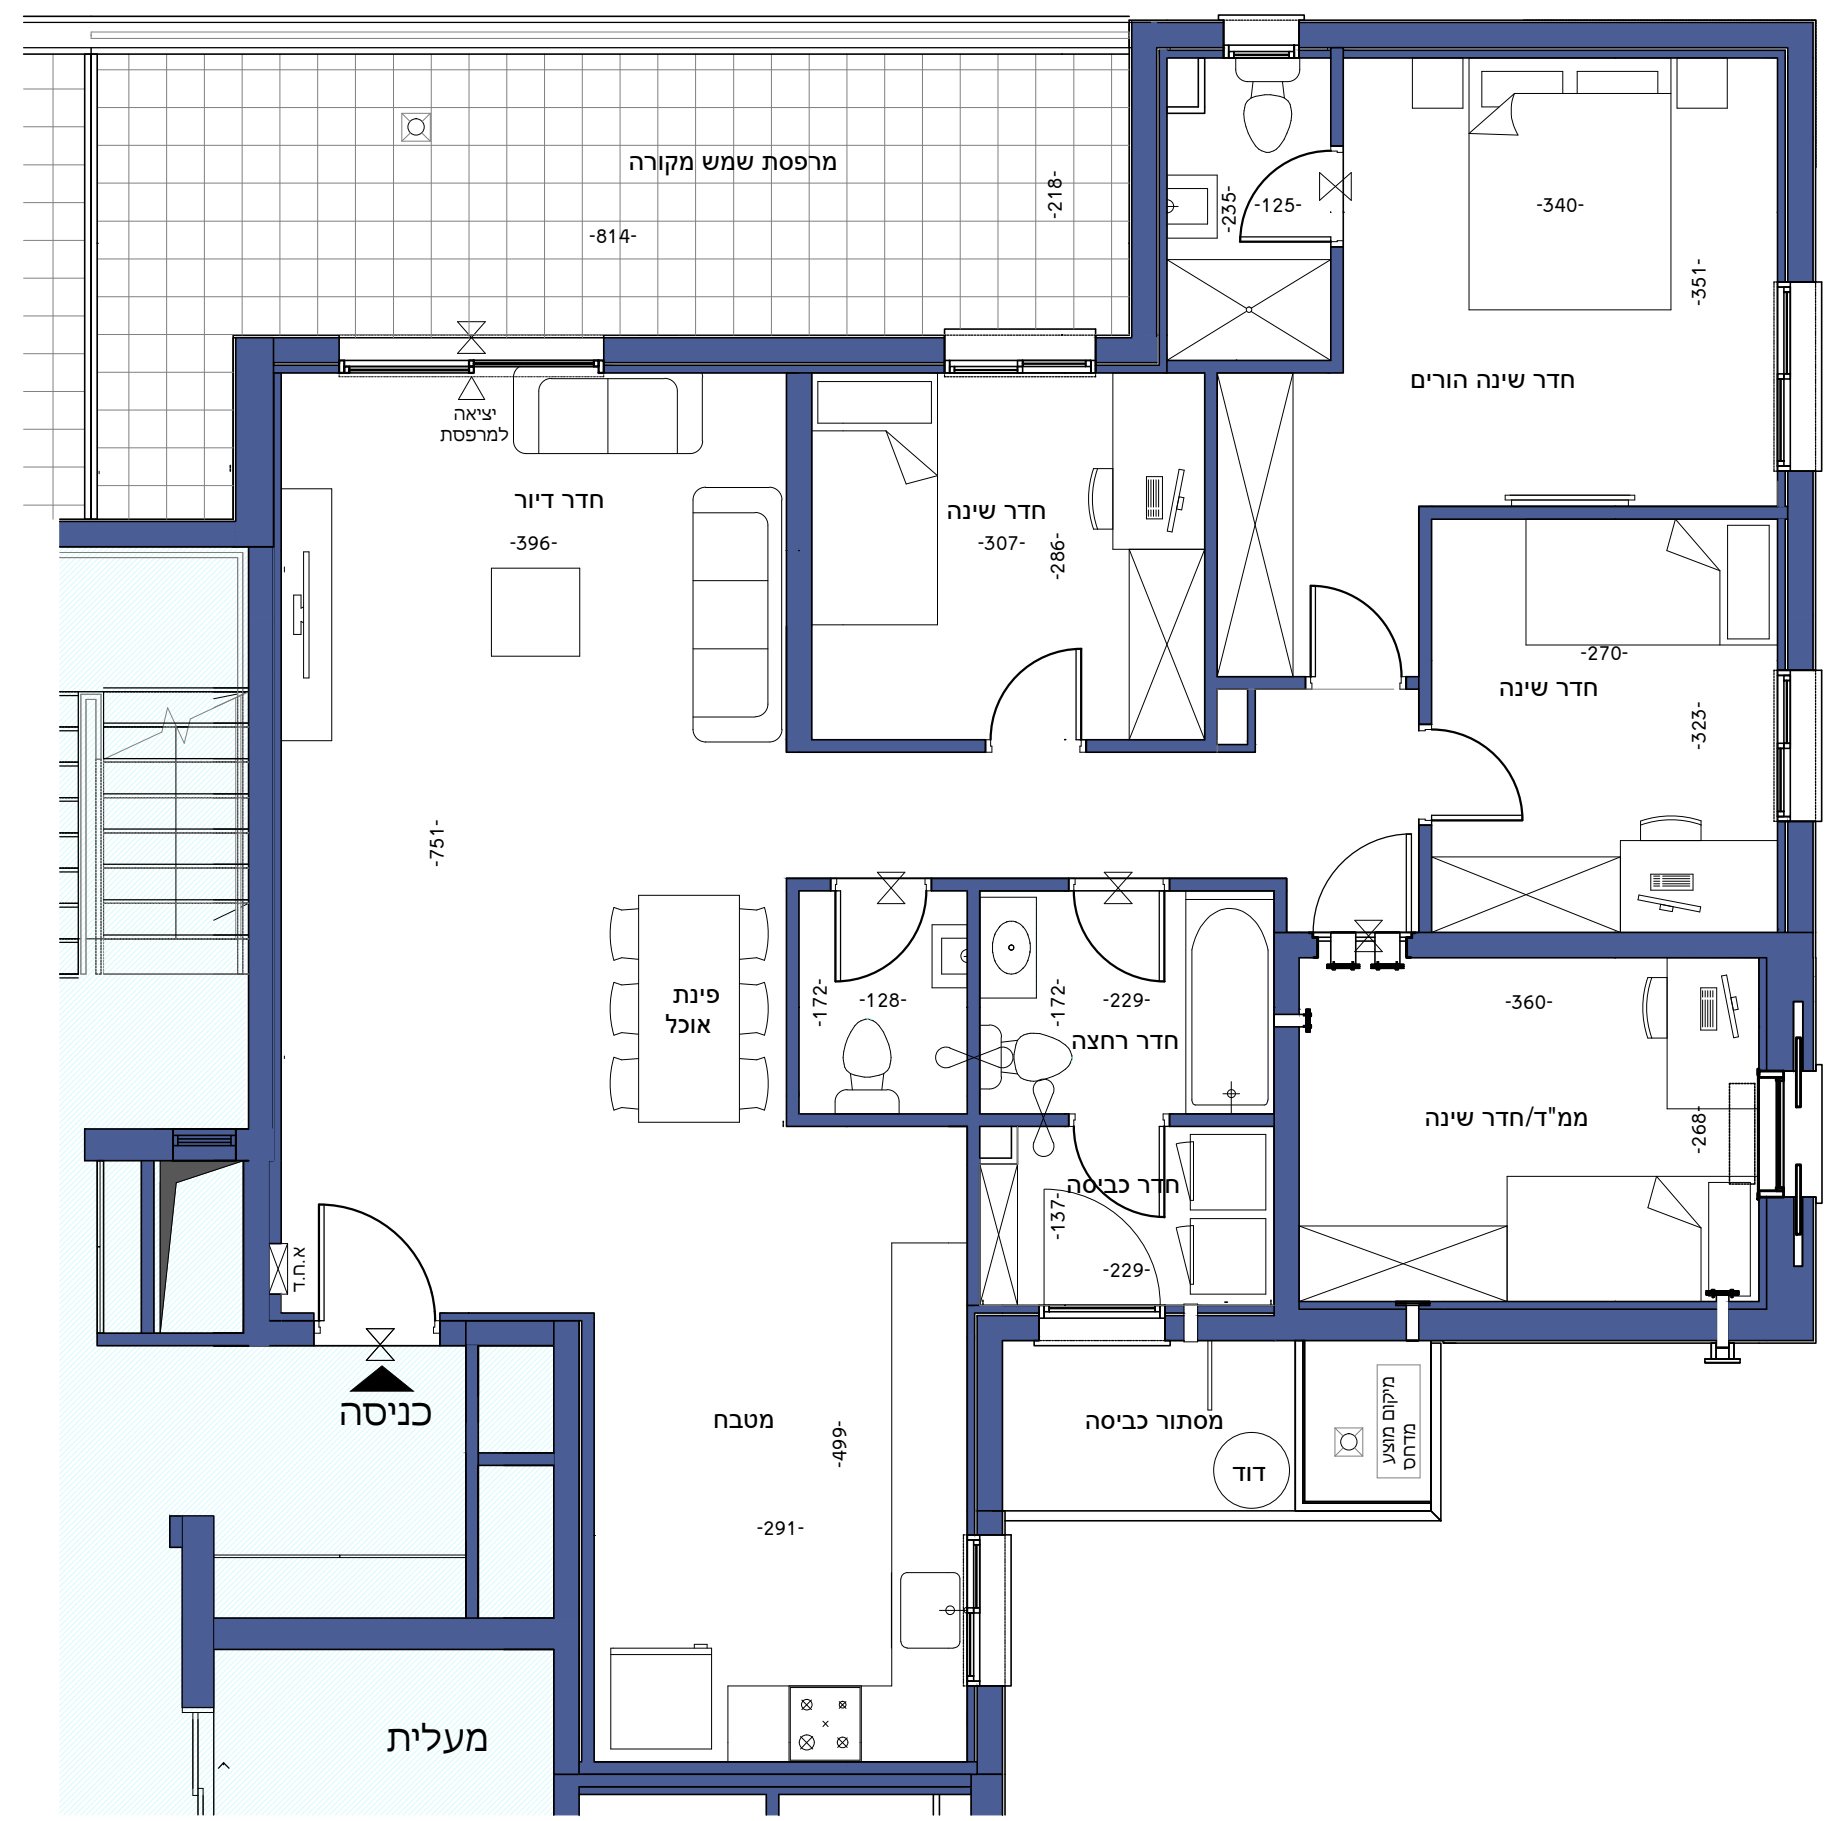 מרפסת שמש מקורה
-218-
-814-
-235-
-125-
-340-
-351-
חדר שינה הורים
יציאה
למרפסת
חדר דיור
-396-
חדר שינה
-307-
-286-
-270-
חדר שינה
-323-
-751-
פינת
אוכל
-172-
-128-
-172-
-229-
חדר רחצה
-360-
ממ"ד/חדר שינה
-268-
חדר כביסה
-137-
-229-
א.ח.ד
כניסה
מטבח
-499-
-291-
מסתור כביסה
דוד
מיקום מוצע
מדחס
מעלית